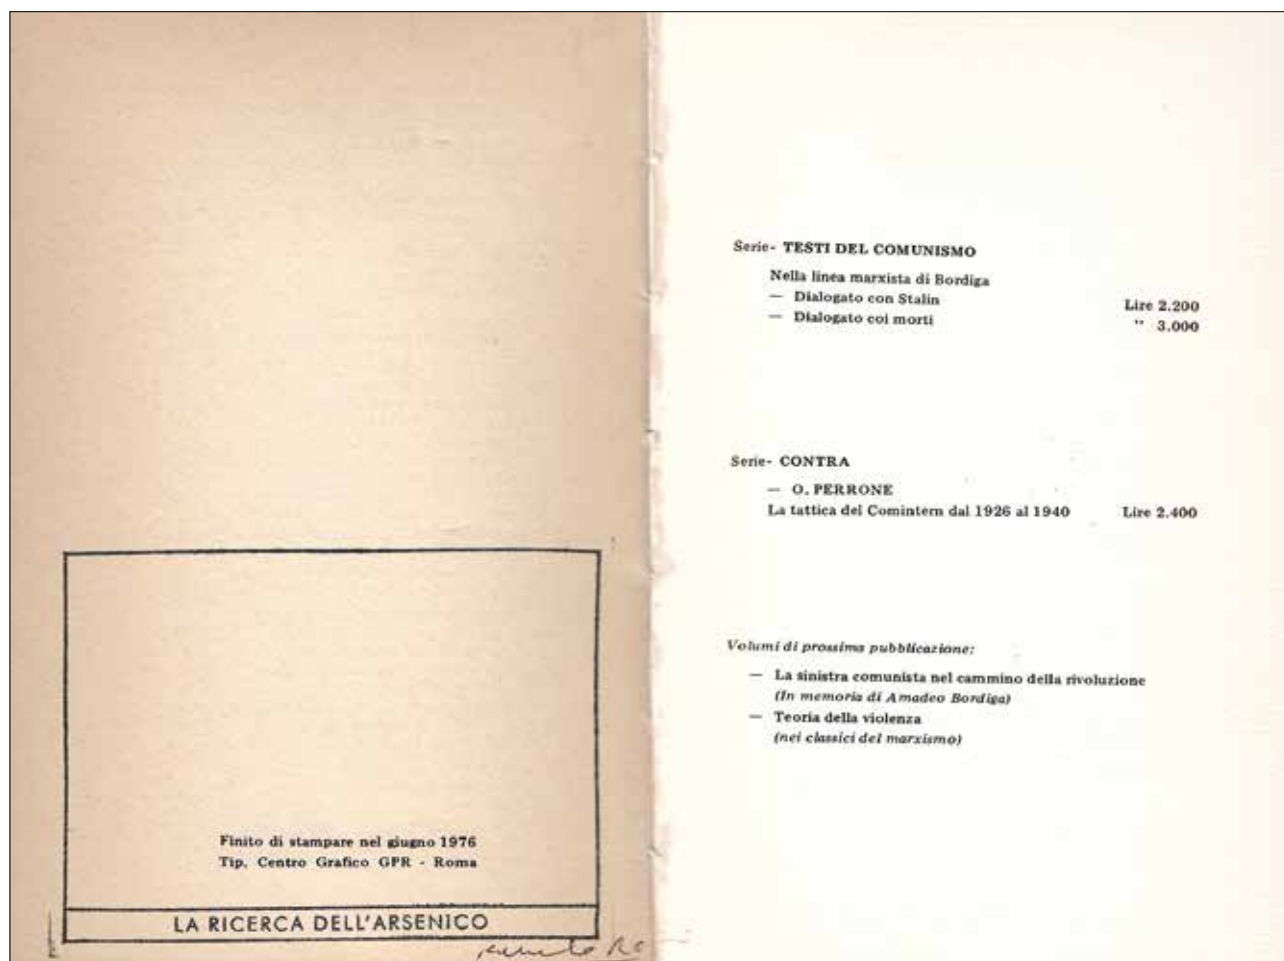 Finito di stampare nel giugno 1976
Tip. Centro Grafico GPR - Roma
LA RICERCA DELL'ARSENICO
Serie- TESTI DEL COMUNISMO
Nella linea marxista di Bordiga
— Dialogato con Stalin Lire 2.200
— Dialogato coi morti " 3.000
Serie- CONTRA
— O. PERRONE
La tattica del Comintern dal 1926 al 1940 Lire 2.400
Volumi di prossima pubblicazione:
— La sinistra comunista nel cammino della rivoluzione
(In memoria di Amadeo Bordiga)
— Teoria della violenza
(nei classici del marxismo)